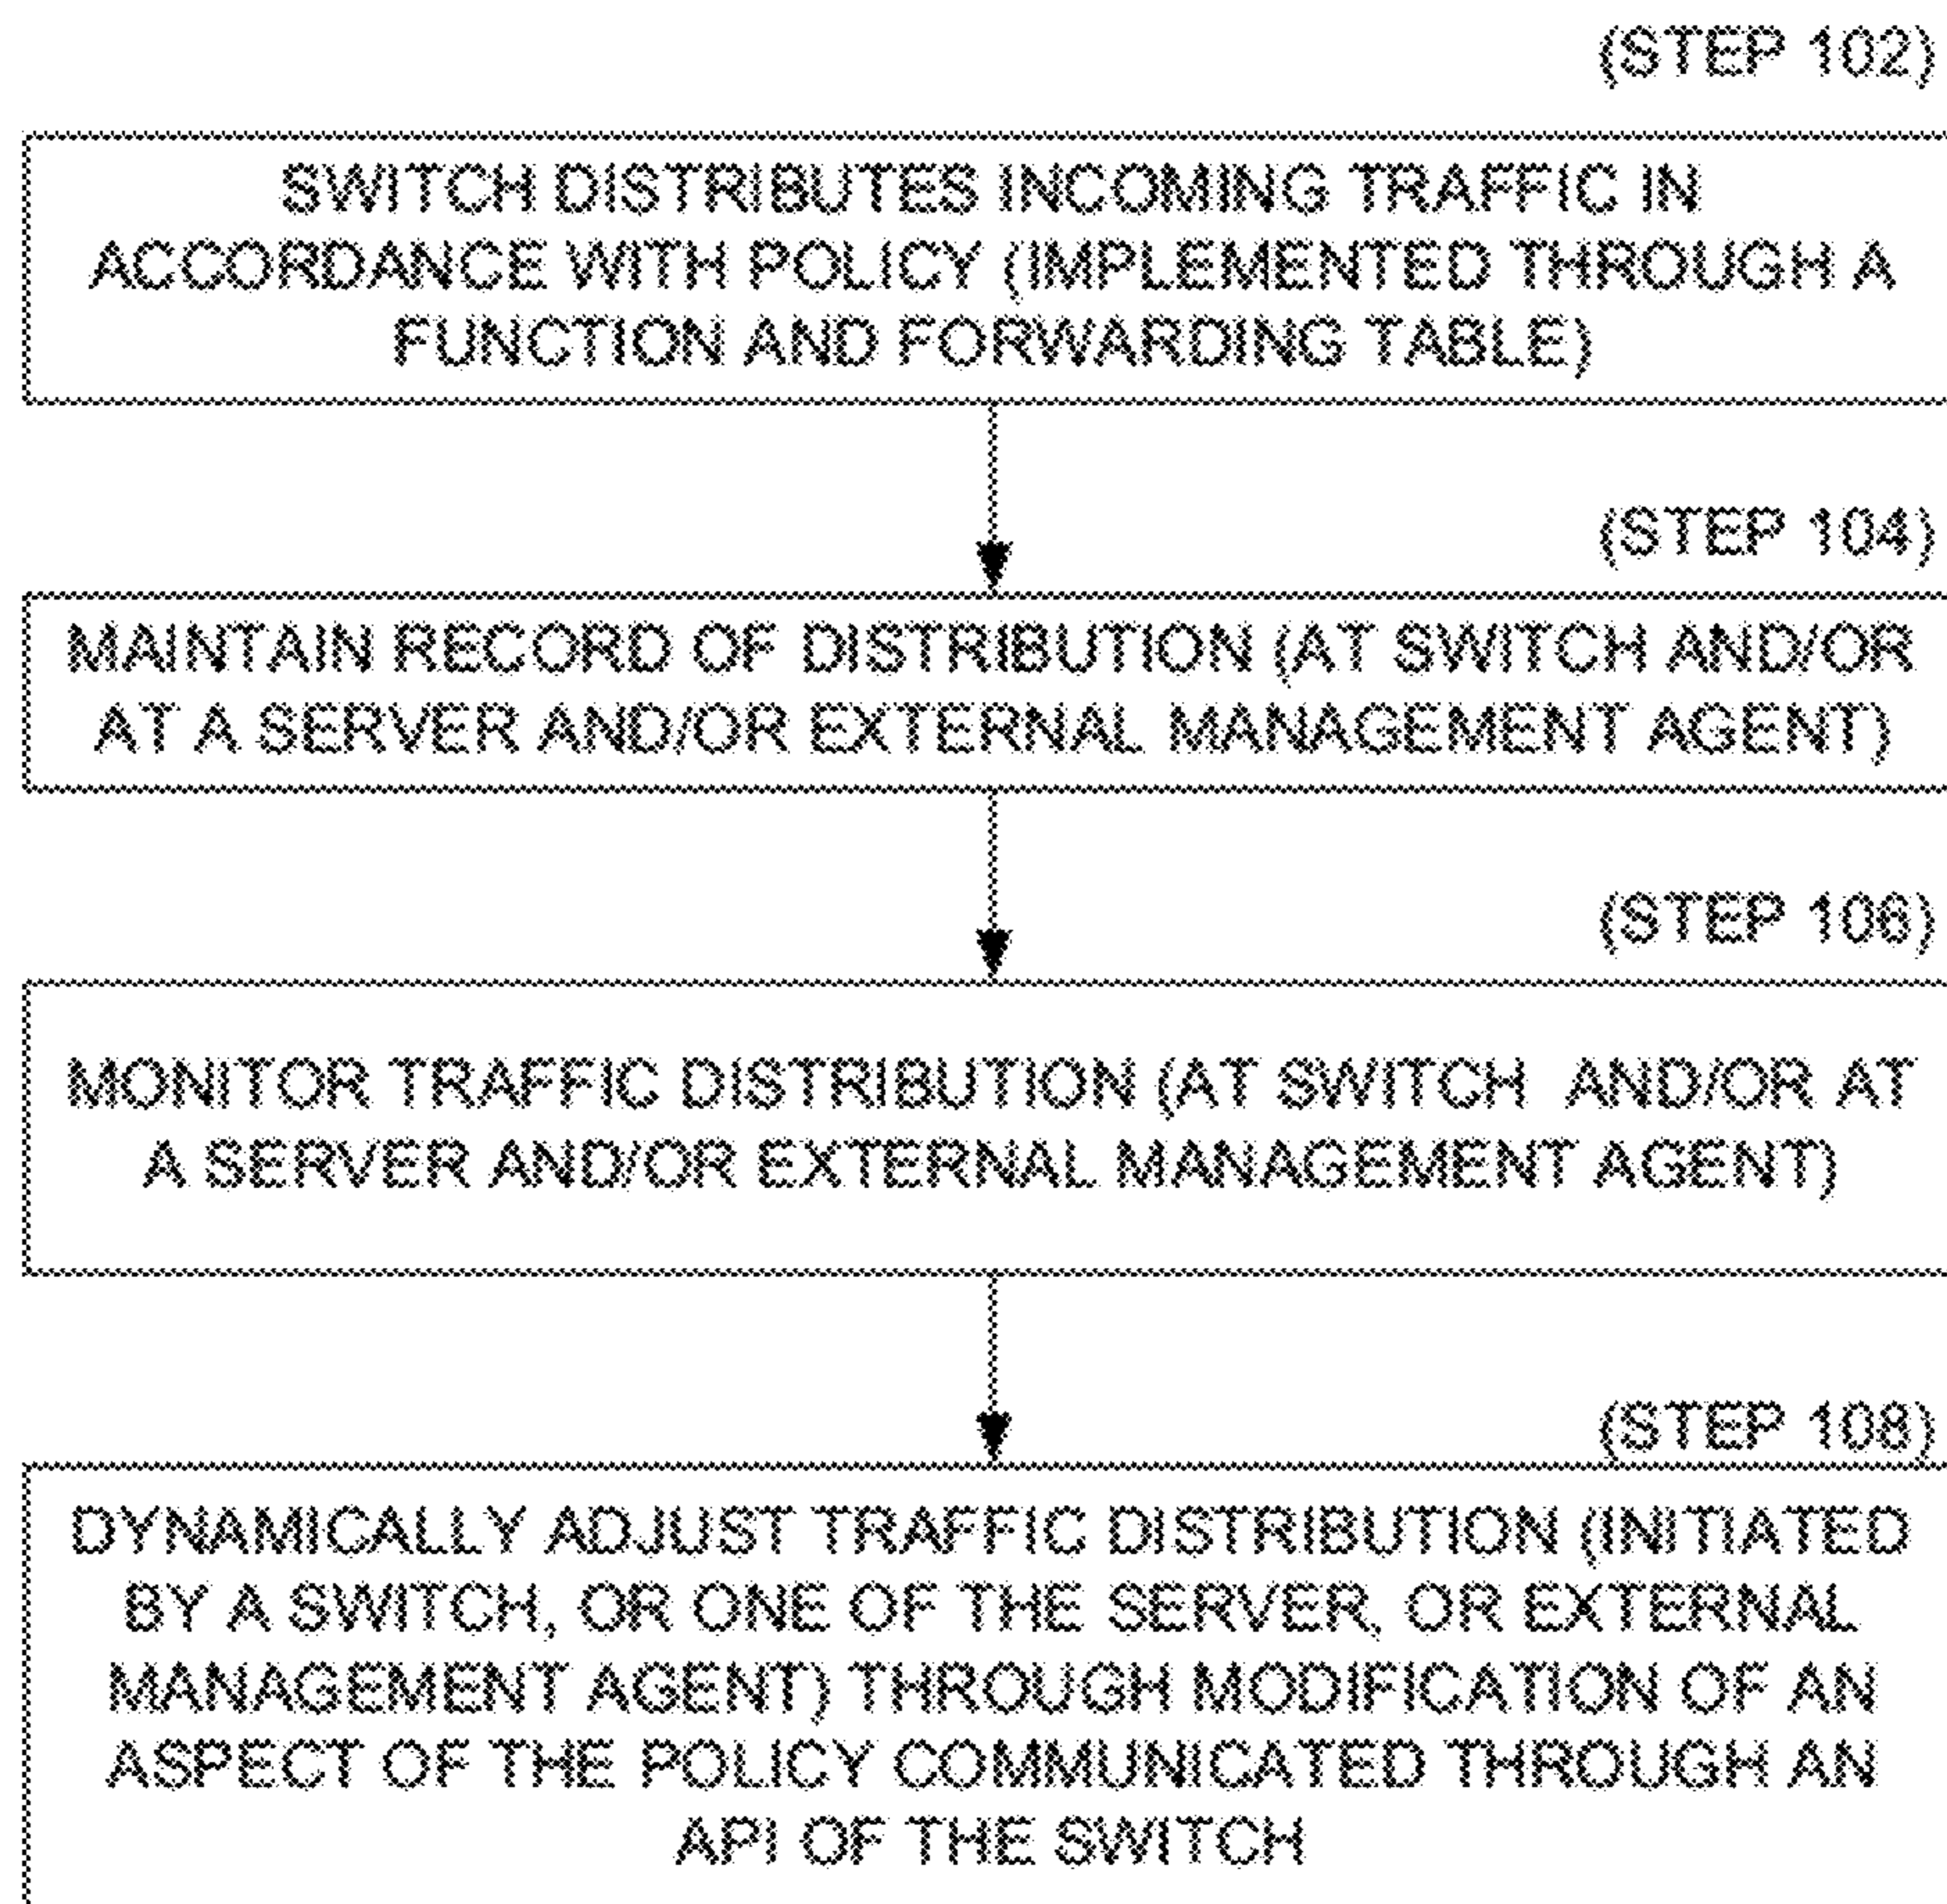 (STEP 102)
SWITCH DISTRIBUTES INCOMING TRAFFIC IN
ACCORDANCE WITH POLICY (IMPLEMENTED THROUGH A
FUNCTION AND FORWARDING TABLE)
(STEP 104)
MAINTAIN RECORD OF DISTRIBUTION (AT SWITCH AND/OR
AT A SERVER AND/OR EXTERNAL MANAGEMENT AGENT)
(STEP 106)
MONITOR TRAFFIC DISTRIBUTION (AT SWITCH AND/OR AT
A SERVER AND/OR EXTERNAL MANAGEMENT AGENT)
(STEP 108)
DYNAMICALLY ADJUST TRAFFIC DISTRIBUTION (INITIATED
BY A SWITCH, OR ONE OF THE SERVER, OR EXTERNAL
MANAGEMENT AGENT) THROUGH MODIFICATION OF AN
ASPECT OF THE POLICY COMMUNICATED THROUGH AN
API OF THE SWITCH